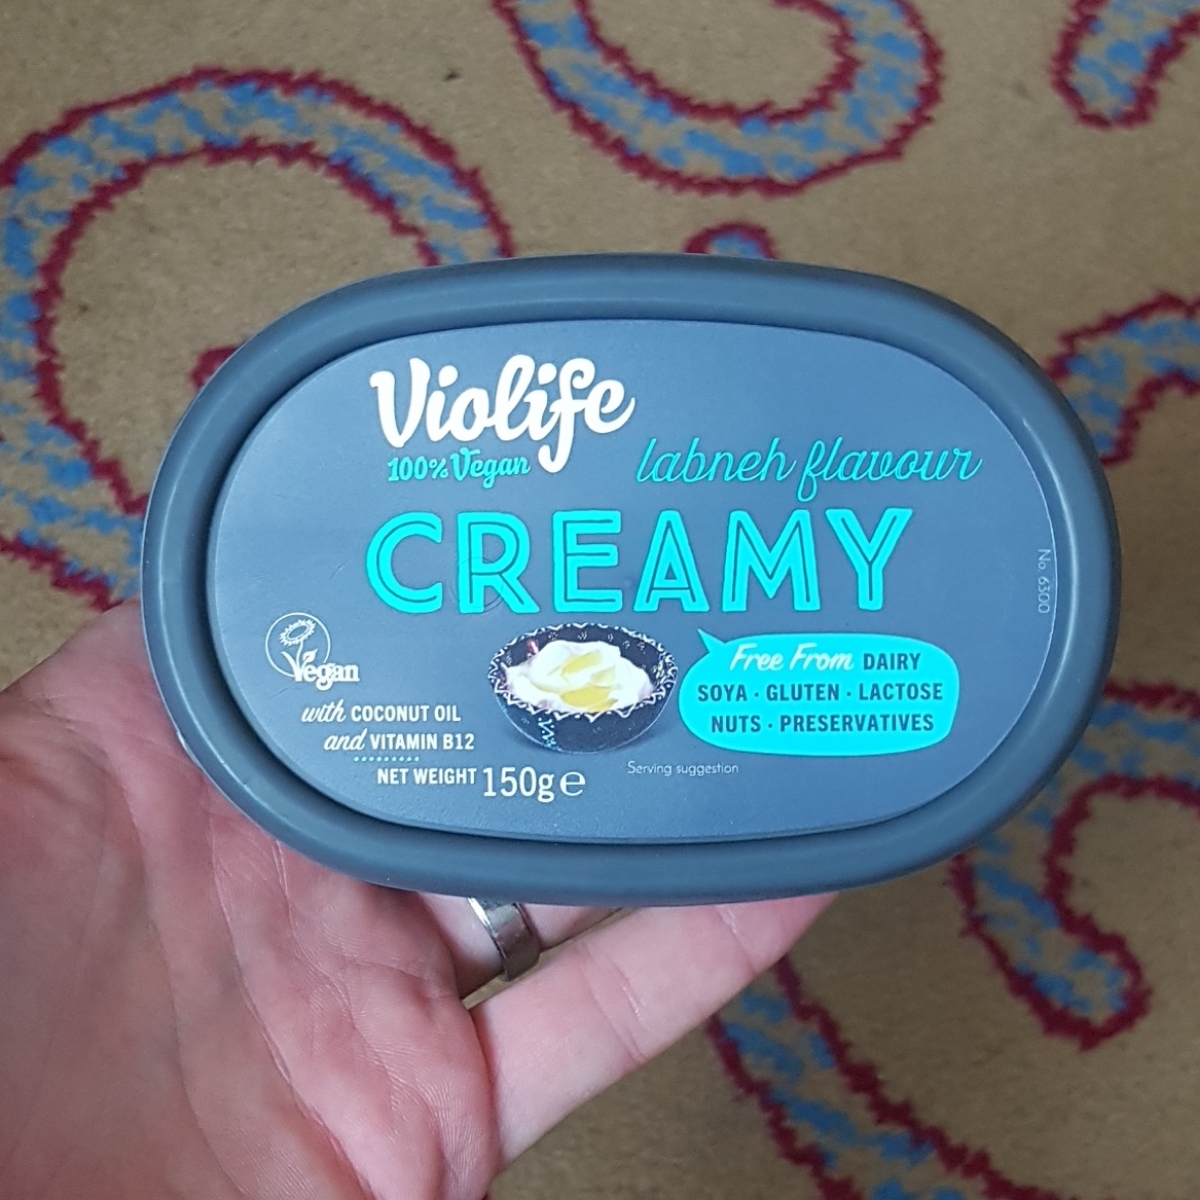 Violife
100% Vegan
labneh flavour
CREAMY
No. 6300
Vegan
with COCONUT OIL
and VITAMIN B12
NET WEIGHT 150g ℮
Serving suggestion
Free From DAIRY
SOYA · GLUTEN · LACTOSE
NUTS · PRESERVATIVES